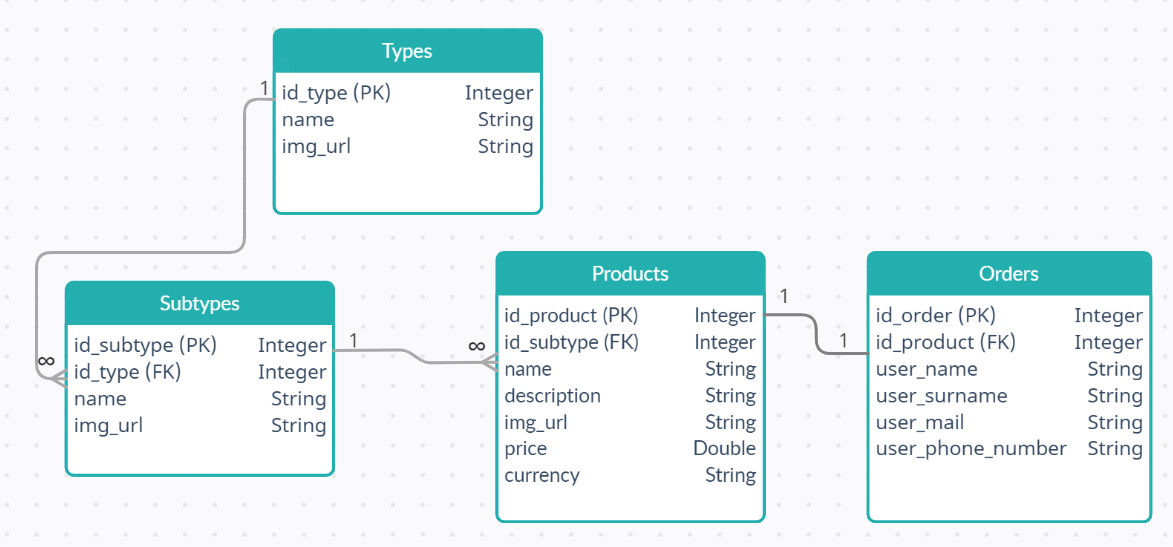 Types
1
id_type (PK) Integer
name String
img_url String
Subtypes
∞
id_subtype (PK) Integer
id_type (FK) Integer
name String
img_url String
1
∞
Products
id_product (PK) Integer
id_subtype (FK) Integer
name String
description String
img_url String
price Double
currency String
1
1
Orders
id_order (PK) Integer
id_product (FK) Integer
user_name String
user_surname String
user_mail String
user_phone_number String